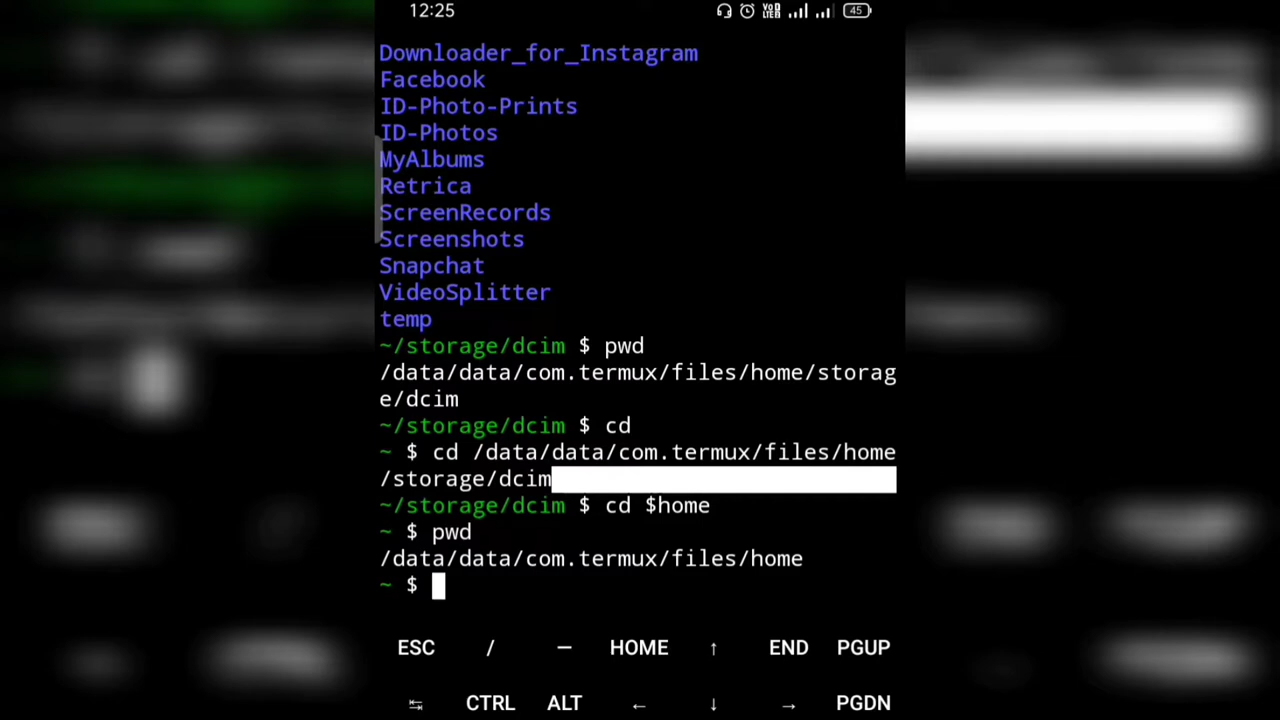 12:25
VoD LTE2
45
Downloader_for_Instagram
Facebook
ID-Photo-Prints
ID-Photos
MyAlbums
Retrica
ScreenRecords
Screenshots
Snapchat
VideoSplitter
temp
~/storage/dcim $ pwd
/data/data/com.termux/files/home/storag
e/dcim
~/storage/dcim $ cd
~ $ cd /data/data/com.termux/files/home
/storage/dcim
~/storage/dcim $ cd $home
~ $ pwd
/data/data/com.termux/files/home
~ $
ESC / — HOME ↑ END PGUP
↹ CTRL ALT ← ↓ → PGDN